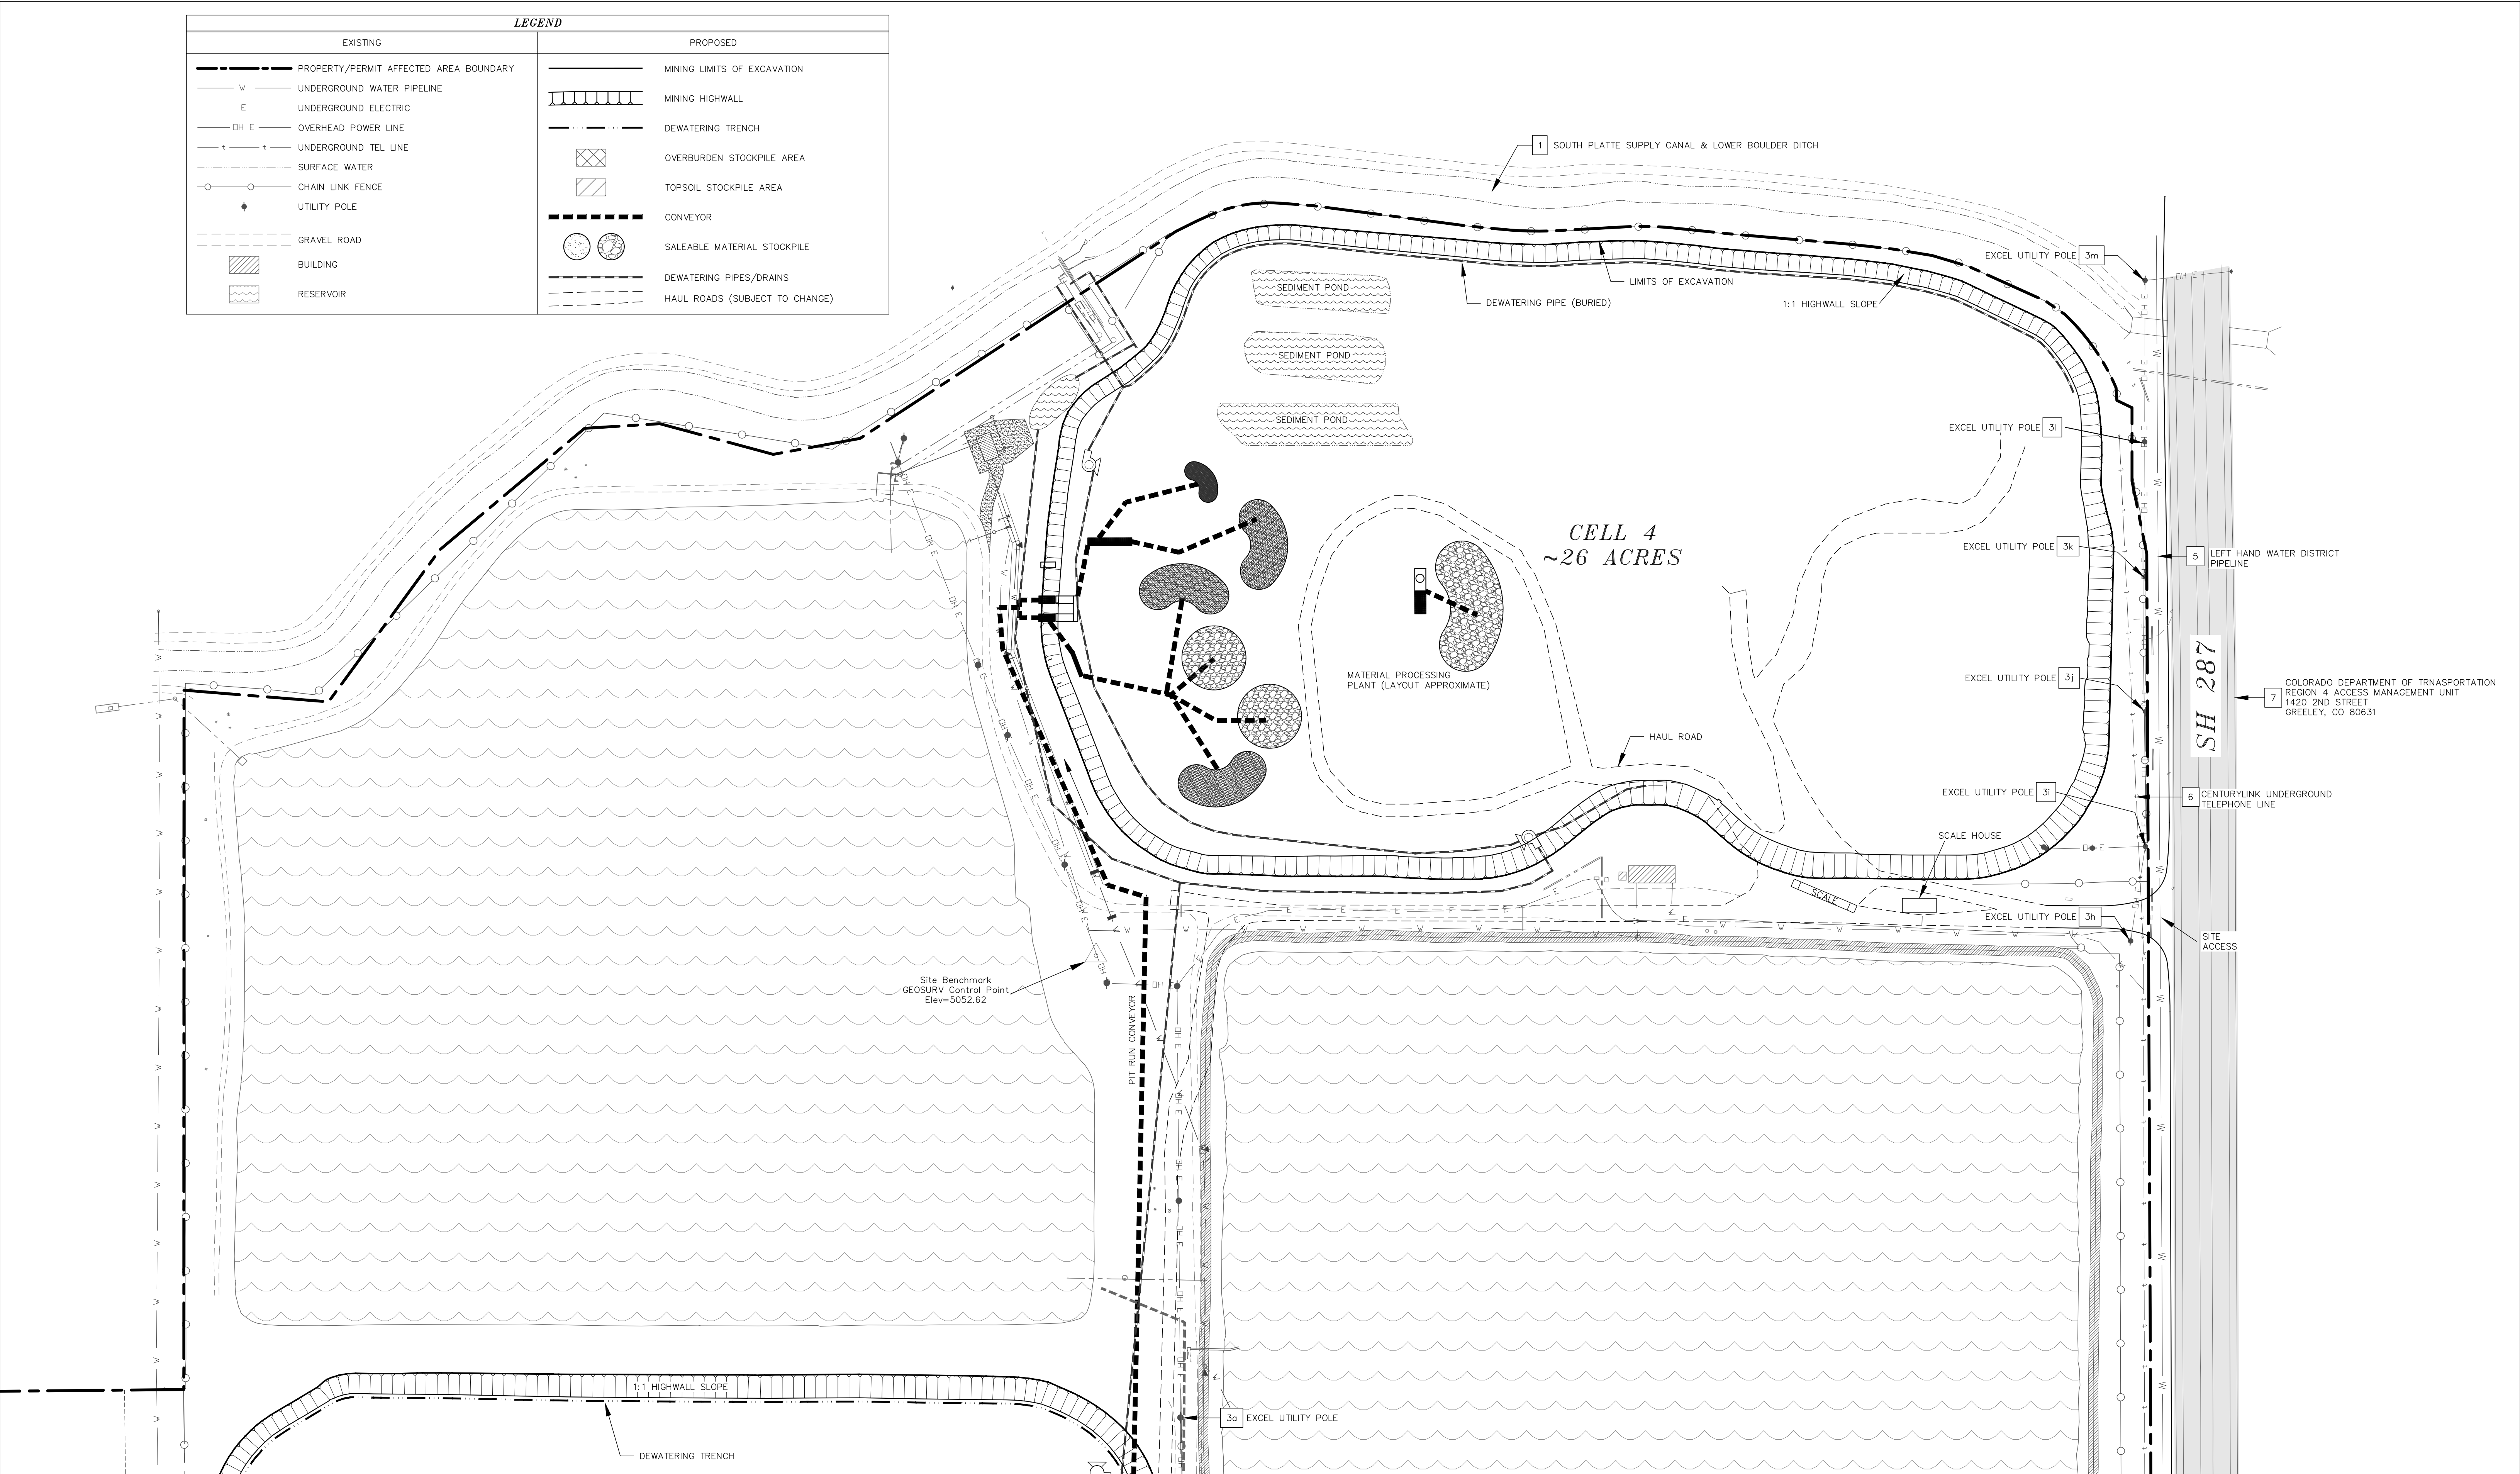 LEGEND
EXISTING
PROPERTY/PERMIT AFFECTED AREA BOUNDARY
W UNDERGROUND WATER PIPELINE
E UNDERGROUND ELECTRIC
OH E OVERHEAD POWER LINE
t t UNDERGROUND TEL LINE
SURFACE WATER
CHAIN LINK FENCE
UTILITY POLE
GRAVEL ROAD
BUILDING
RESERVOIR
PROPOSED
MINING LIMITS OF EXCAVATION
MINING HIGHWALL
DEWATERING TRENCH
OVERBURDEN STOCKPILE AREA
TOPSOIL STOCKPILE AREA
CONVEYOR
SALEABLE MATERIAL STOCKPILE
DEWATERING PIPES/DRAINS
HAUL ROADS (SUBJECT TO CHANGE)
1 SOUTH PLATTE SUPPLY CANAL & LOWER BOULDER DITCH
EXCEL UTILITY POLE 3m
OH E
SEDIMENT POND
LIMITS OF EXCAVATION
DEWATERING PIPE (BURIED)
1:1 HIGHWALL SLOPE
SEDIMENT POND
SEDIMENT POND
EXCEL UTILITY POLE 3l
CELL 4
~26 ACRES
EXCEL UTILITY POLE 3k
5 LEFT HAND WATER DISTRICT
PIPELINE
SH 287
MATERIAL PROCESSING
PLANT (LAYOUT APPROXIMATE)
EXCEL UTILITY POLE 3j
7 COLORADO DEPARTMENT OF TRNASPORTATION
REGION 4 ACCESS MANAGEMENT UNIT
1420 2ND STREET
GREELEY, CO 80631
HAUL ROAD
EXCEL UTILITY POLE 3i
6 CENTURYLINK UNDERGROUND
TELEPHONE LINE
SCALE HOUSE
SCALE
EXCEL UTILITY POLE 3h
SITE
ACCESS
Site Benchmark
GEOSURV Control Point
Elev=5052.62
PIT RUN CONVEYOR
1:1 HIGHWALL SLOPE
3a EXCEL UTILITY POLE
DEWATERING TRENCH